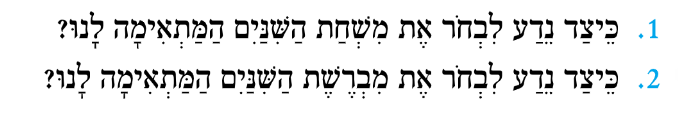 1. כֵּיצַד נֵדַע לִבְחֹר אֶת מִשְׁחַת הַשִּׁנַּיִם הַמַּתְאִימָה לָנוּ?
2. כֵּיצַד נֵדַע לִבְחֹר אֶת מִבְרֶשֶׁת הַשִּׁנַּיִם הַמַּתְאִימָה לָנוּ?